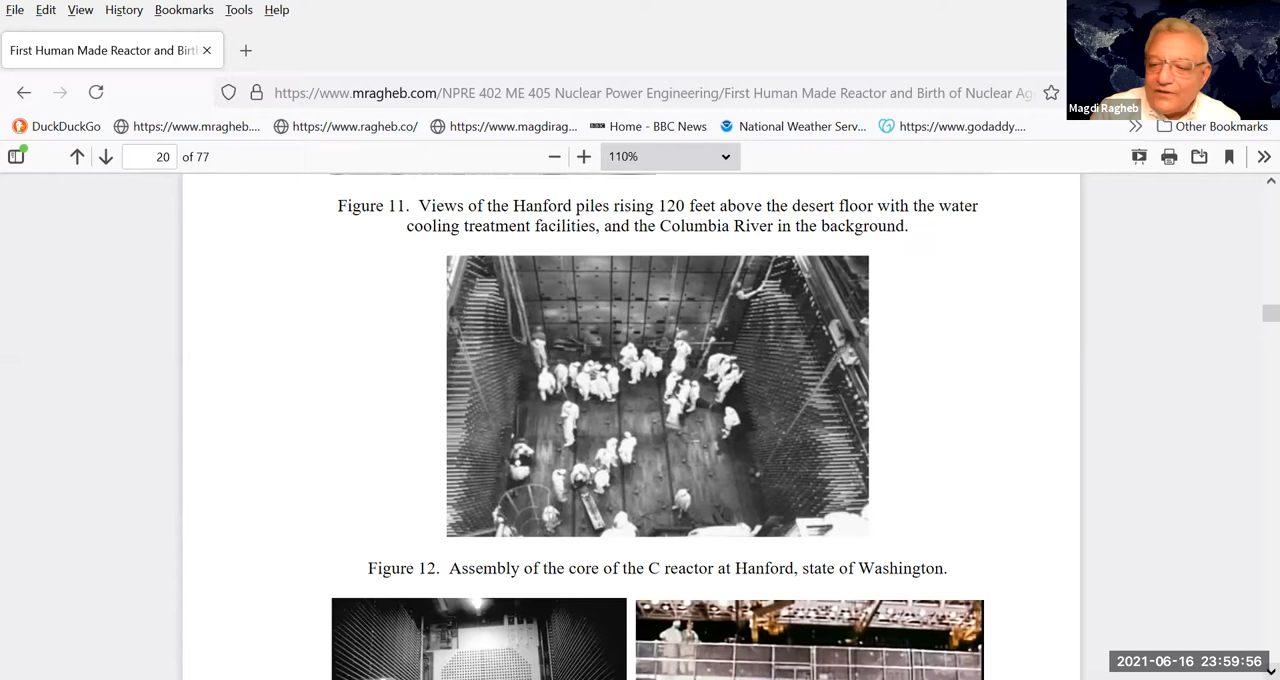 File Edit View History Bookmarks Tools Help
First Human Made Reactor and Birt
https://www.mragheb.com/NPRE 402 ME 405 Nuclear Power Engineering/First Human Made Reactor and Birth of Nuclear Ag
DuckDuckGo https://www.mragheb.... https://www.ragheb.co/ https://www.magdirag... BBC Home - BBC News National Weather Serv... https://www.godaddy.... Other Bookmarks
Magdi Ragheb
20 of 77 110%
Figure 11. Views of the Hanford piles rising 120 feet above the desert floor with the water
cooling treatment facilities, and the Columbia River in the background.
Figure 12. Assembly of the core of the C reactor at Hanford, state of Washington.
2021-06-16 23:59:56